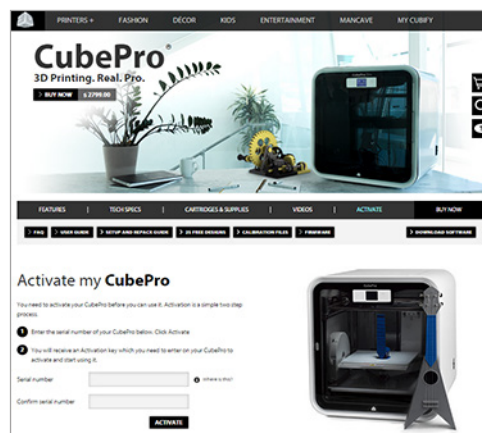 PRINTERS +
FASHION
DÉCOR
KIDS
ENTERTAINMENT
MANCAVE
MY CUBIFY
CubePro®
3D Printing. Real. Pro.
BUY NOW
$ 2799.00
FEATURES | TECH SPECS | CARTRIDGES & SUPPLIES | VIDEOS | ACTIVATE
BUY NOW
> FAQ
> USER GUIDE
> SETUP AND REPACK GUIDE
> 25 FREE DESIGNS
> CALIBRATION FILES
> FIRMWARE
> DOWNLOAD SOFTWARE
Activate my CubePro
You need to activate your CubePro before you can use it. Activation is a simple two step
process.
1 Enter the serial number of your CubePro below. Click Activate
2 You will receive an Activation key which you need to enter on your CubePro to
activate and start using it.
Serial number
Where is this?
Confirm serial number
ACTIVATE